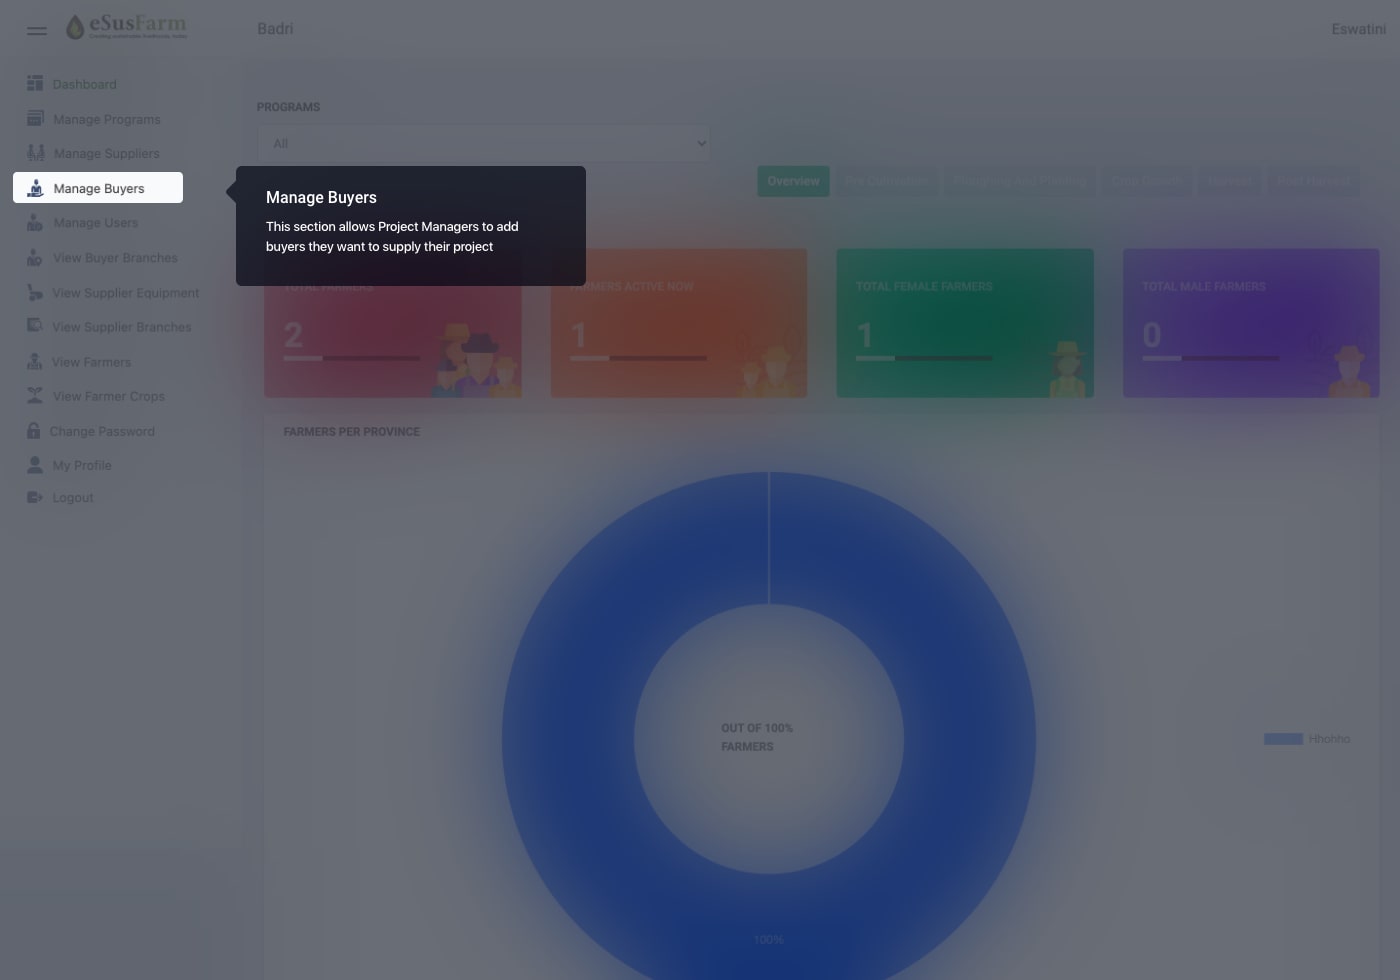 eSusFarm
Badri
Eswatini
Dashboard
Manage Programs
Manage Suppliers
Manage Buyers
Manage Users
View Buyer Branches
View Supplier Equipment
View Supplier Branches
View Farmers
View Farmer Crops
Change Password
My Profile
Logout
PROGRAMS
All
Manage Buyers
This section allows Project Managers to add
buyers they want to supply their project
Overview
Pre Cultivation
Ploughing And Planting
Crop Growth
Harvest
Post Harvest
TOTAL FARMERS
2
FARMERS ACTIVE NOW
1
TOTAL FEMALE FARMERS
1
TOTAL MALE FARMERS
0
FARMERS PER PROVINCE
OUT OF 100%
FARMERS
Hhohho
100%